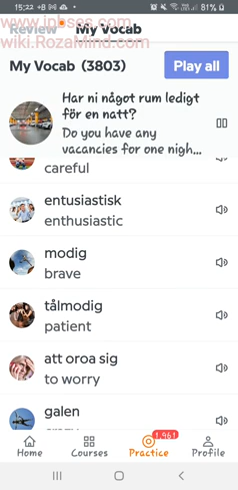 15:22 +B 81%
www.inoses.com
Review My Vocab
wiki.RozaMind.com
My Vocab (3803) Play all
Har ni något rum ledigt
för en natt?
Do you have any
vacancies for one nigh...
careful
entusiastisk
enthusiastic
modig
brave
tålmodig
patient
att oroa sig
to worry
galen
1,961
Home Courses Practice Profile